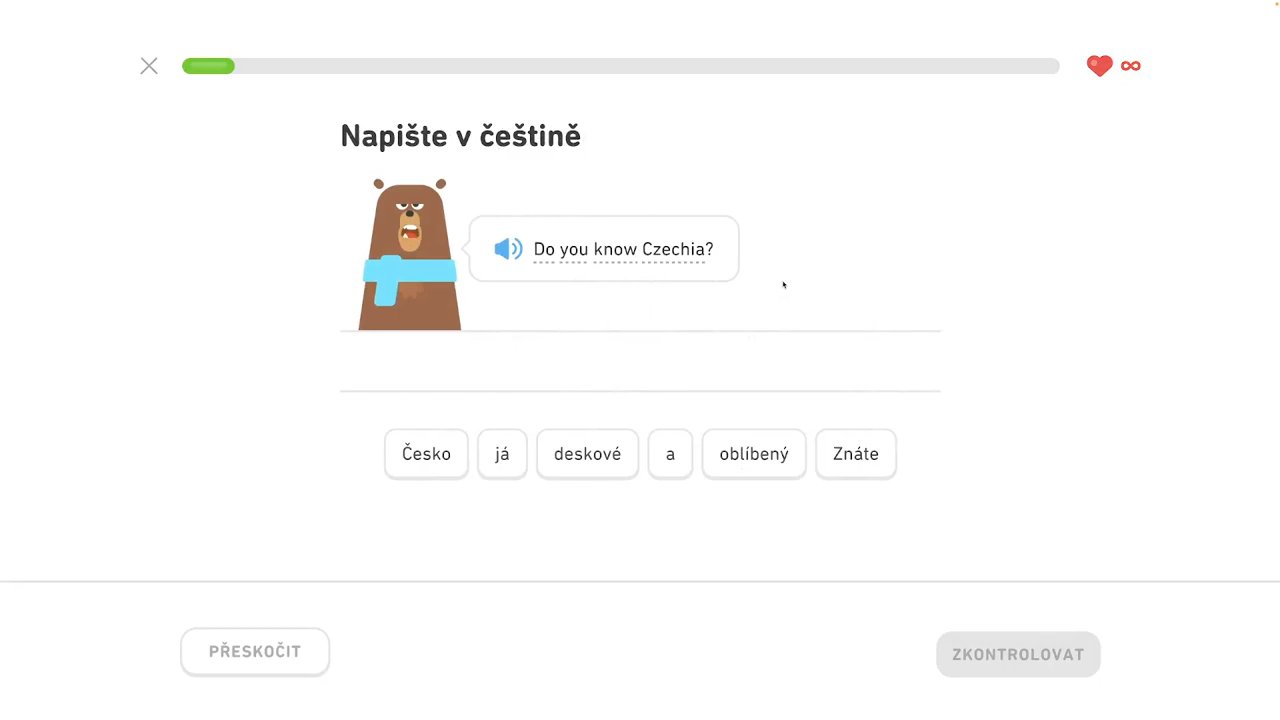 Napište v češtině
Do you know Czechia?
Česko já deskové a oblíbený Znáte
PŘESKOČIT ZKONTROLOVAT